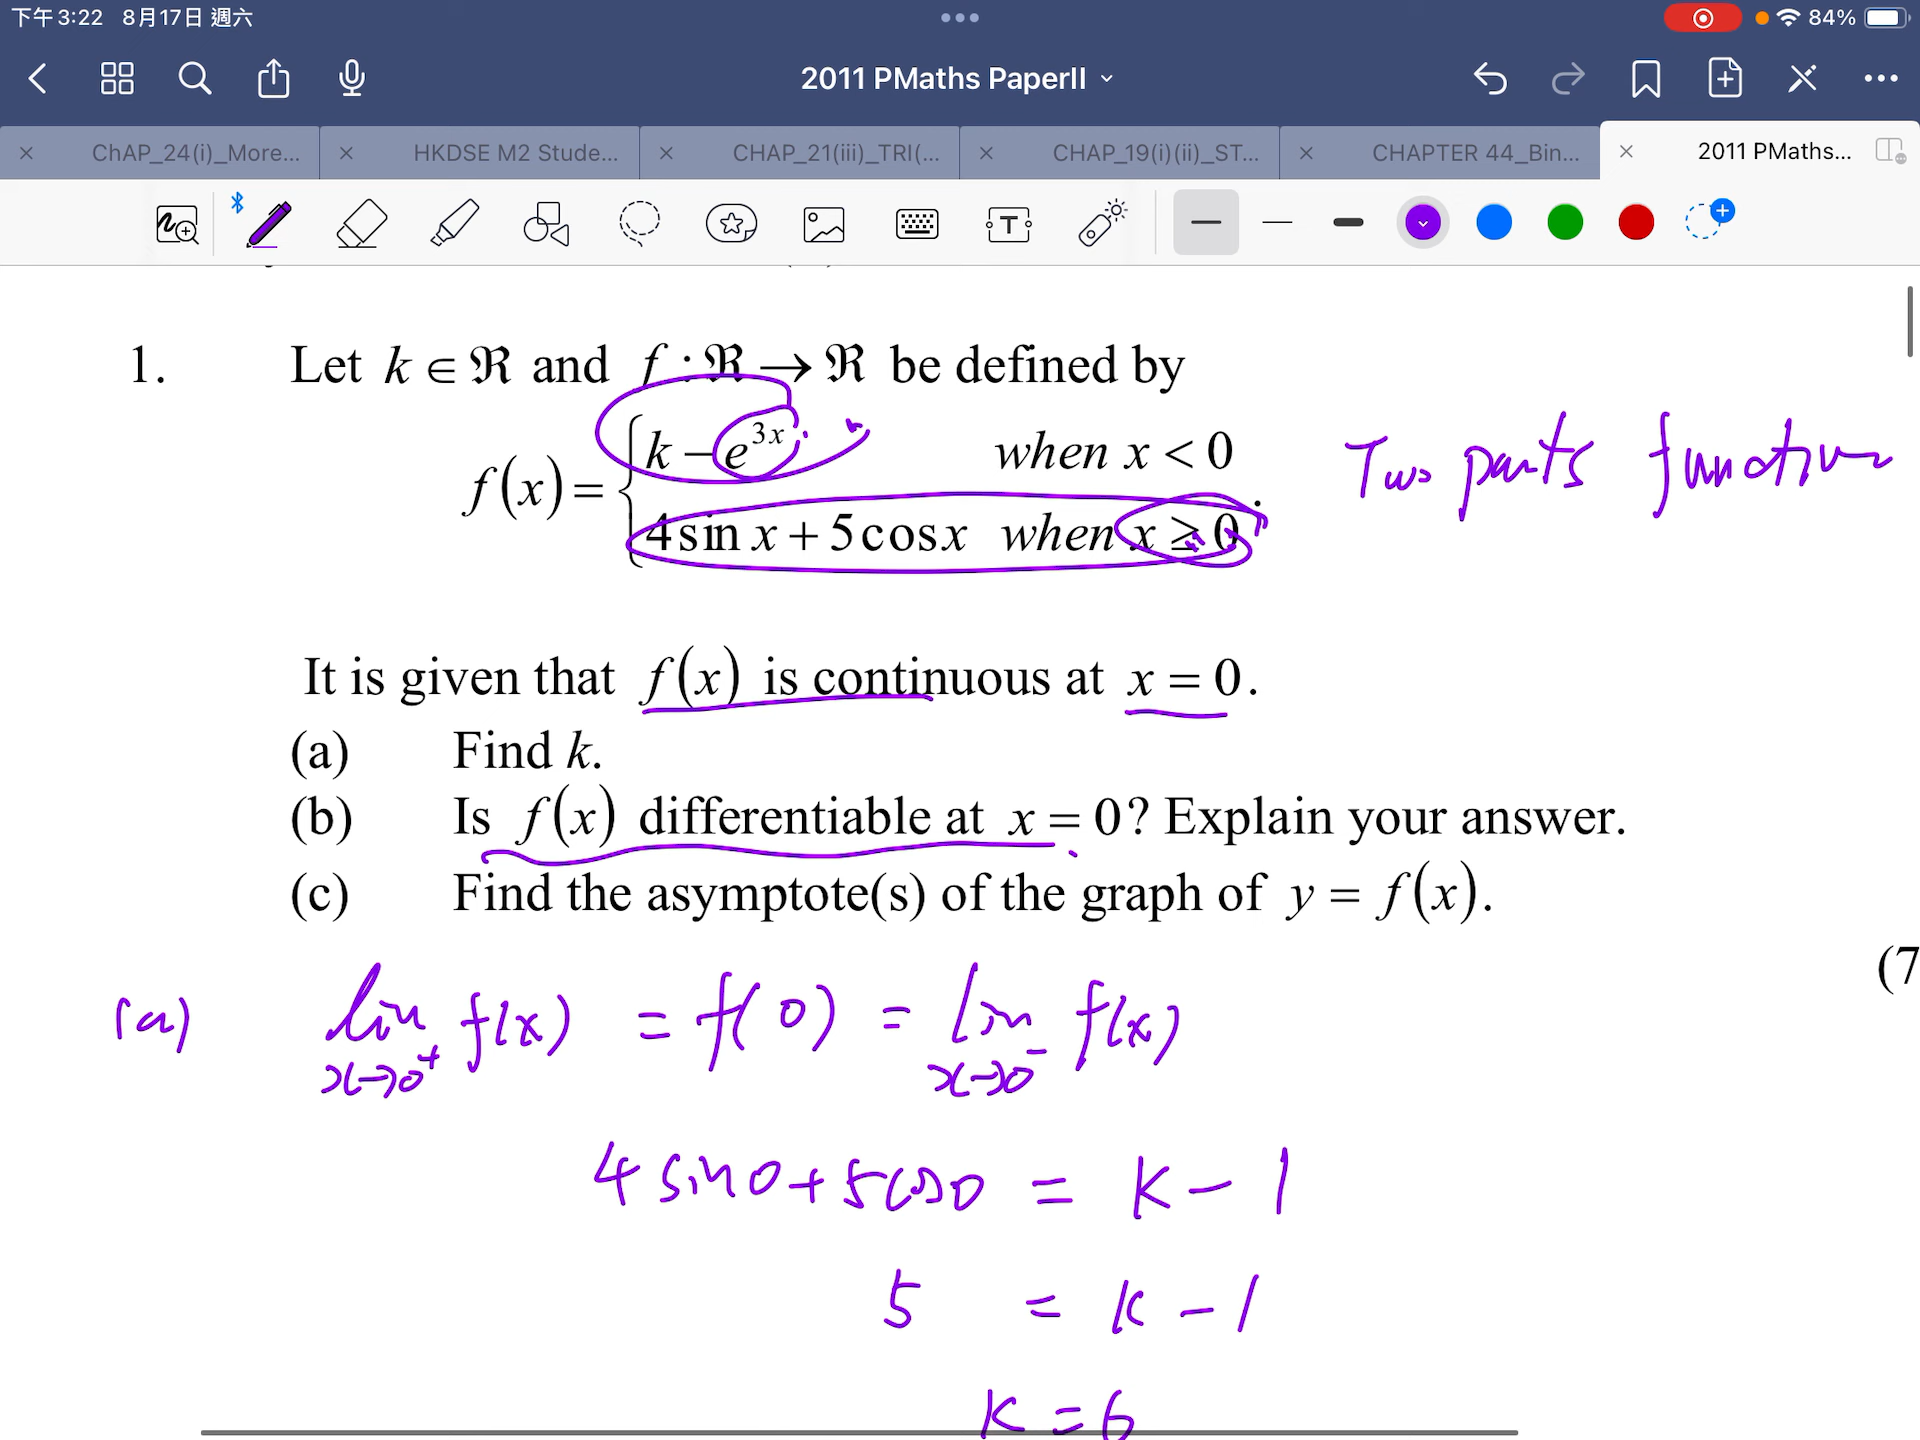 下午3:22 8月17日 週六
84%
2011 PMaths PaperII
ChAP_24(i)_More...
HKDSE M2 Stude...
CHAP_21(iii)_TRI(...
CHAP_19(i)(ii)_ST...
CHAPTER 44_Bin...
2011 PMaths...
1. Let k ∈ ℜ and f : ℜ → ℜ be defined by
f(x) = { k − e^{3x} when x < 0
4 sin x + 5 cos x when x ≥ 0 .
Two parts function
It is given that f(x) is continuous at x = 0.
(a) Find k.
(b) Is f(x) differentiable at x = 0? Explain your answer.
(c) Find the asymptote(s) of the graph of y = f(x).
(7
(a) lim x→0⁺ f(x) = f(0) = lim x→0⁻ f(x)
4 sin0 + 5 cos0 = k − 1
5 = k − 1
k = 6